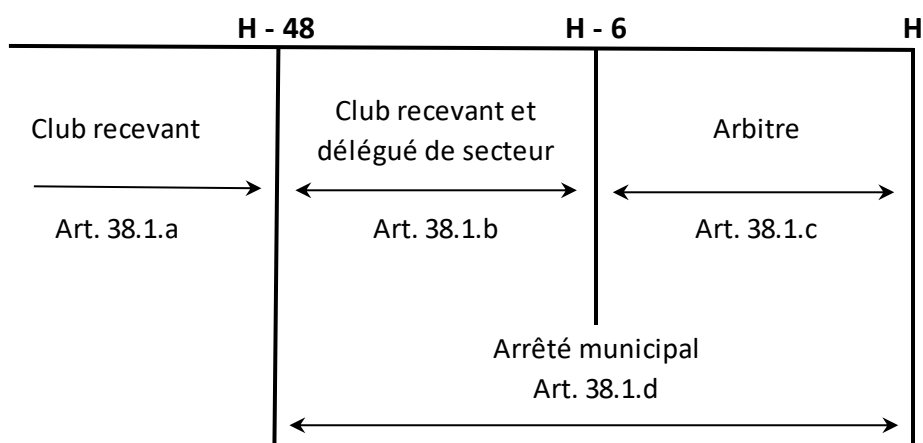 H - 48
H - 6
H
Club recevant
Club recevant et
délégué de secteur
Arbitre
Art. 38.1.a
Art. 38.1.b
Art. 38.1.c
Arrêté municipal
Art. 38.1.d